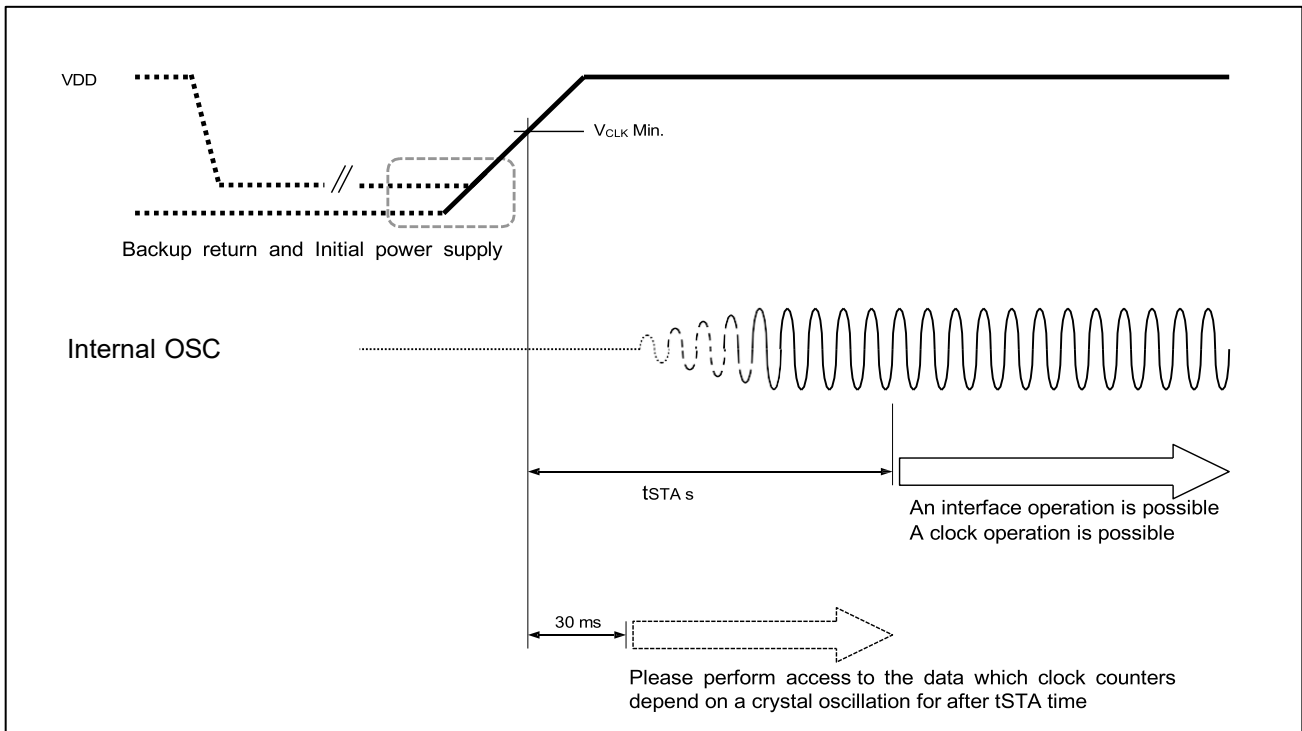 VDD
VCLK Min.
Backup return and Initial power supply
Internal OSC
tSTA s
An interface operation is possible
A clock operation is possible
30 ms
Please perform access to the data which clock counters
depend on a crystal oscillation for after tSTA time